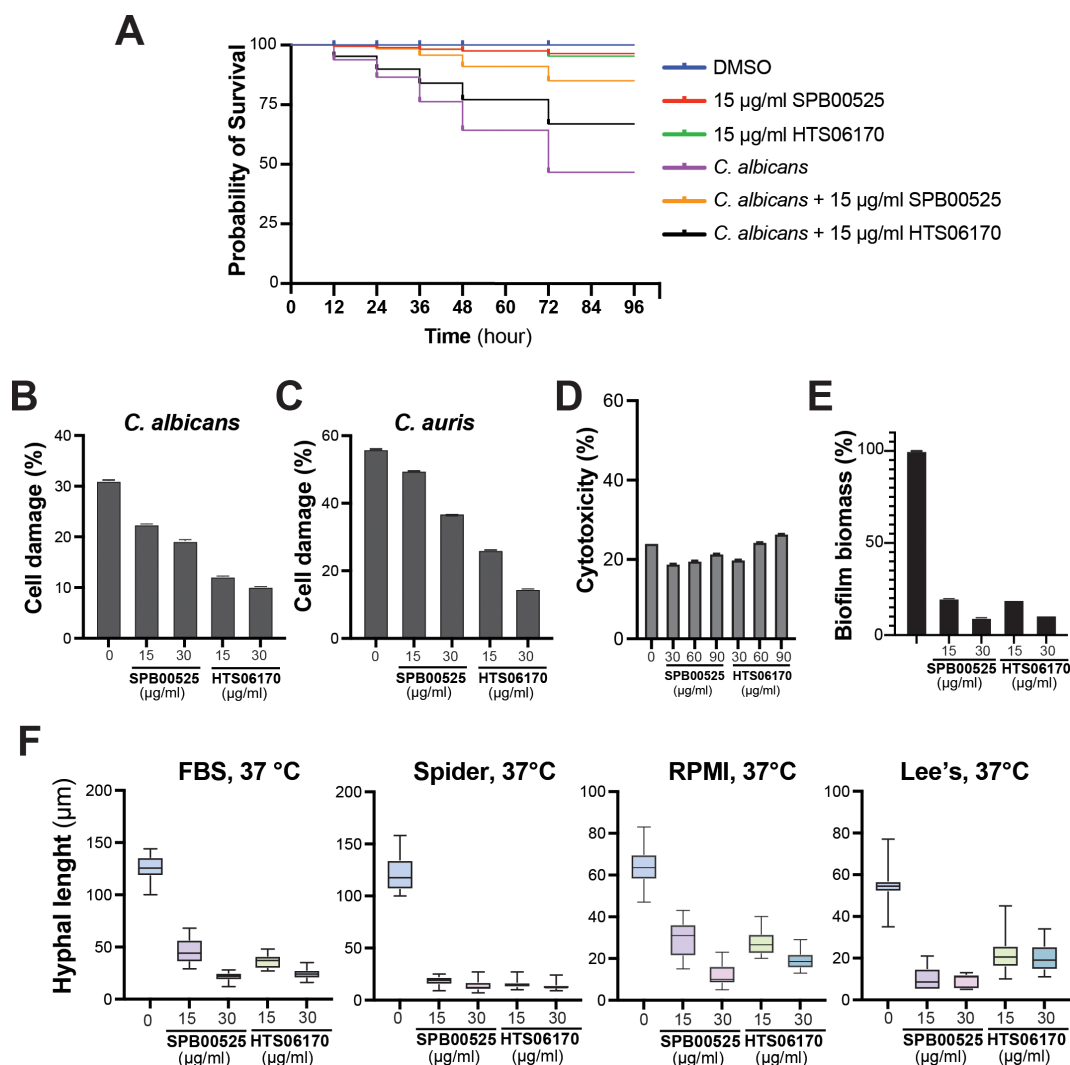 A
Probability of Survival
100
75
50
25
0
0 12 24 36 48 60 72 84 96
Time (hour)
DMSO
15 µg/ml SPB00525
15 µg/ml HTS06170
C. albicans
C. albicans + 15 µg/ml SPB00525
C. albicans + 15 µg/ml HTS06170
B
C. albicans
Cell damage (%)
40
30
20
10
0
0 15 30 15 30
SPB00525 HTS06170
(µg/ml) (µg/ml)
C
C. auris
Cell damage (%)
60
40
20
0
0 15 30 15 30
SPB00525 HTS06170
(µg/ml) (µg/ml)
D
Cytotoxicity (%)
60
40
20
0
0 30 60 90 30 60 90
SPB00525 HTS06170
(µg/ml) (µg/ml)
E
Biofilm biomass (%)
100
50
0
15 30 15 30
SPB00525 HTS06170
(µg/ml) (µg/ml)
F
Hyphal lenght (µm)
FBS, 37 °C
200
150
100
50
0
0 15 30 15 30
SPB00525 HTS06170
(µg/ml) (µg/ml)
Spider, 37°C
200
150
100
50
0
0 15 30 15 30
SPB00525 HTS06170
(µg/ml) (µg/ml)
RPMI, 37°C
100
80
60
40
20
0
0 15 30 15 30
SPB00525 HTS06170
(µg/ml) (µg/ml)
Lee's, 37°C
100
80
60
40
20
0
0 15 30 15 30
SPB00525 HTS06170
(µg/ml) (µg/ml)